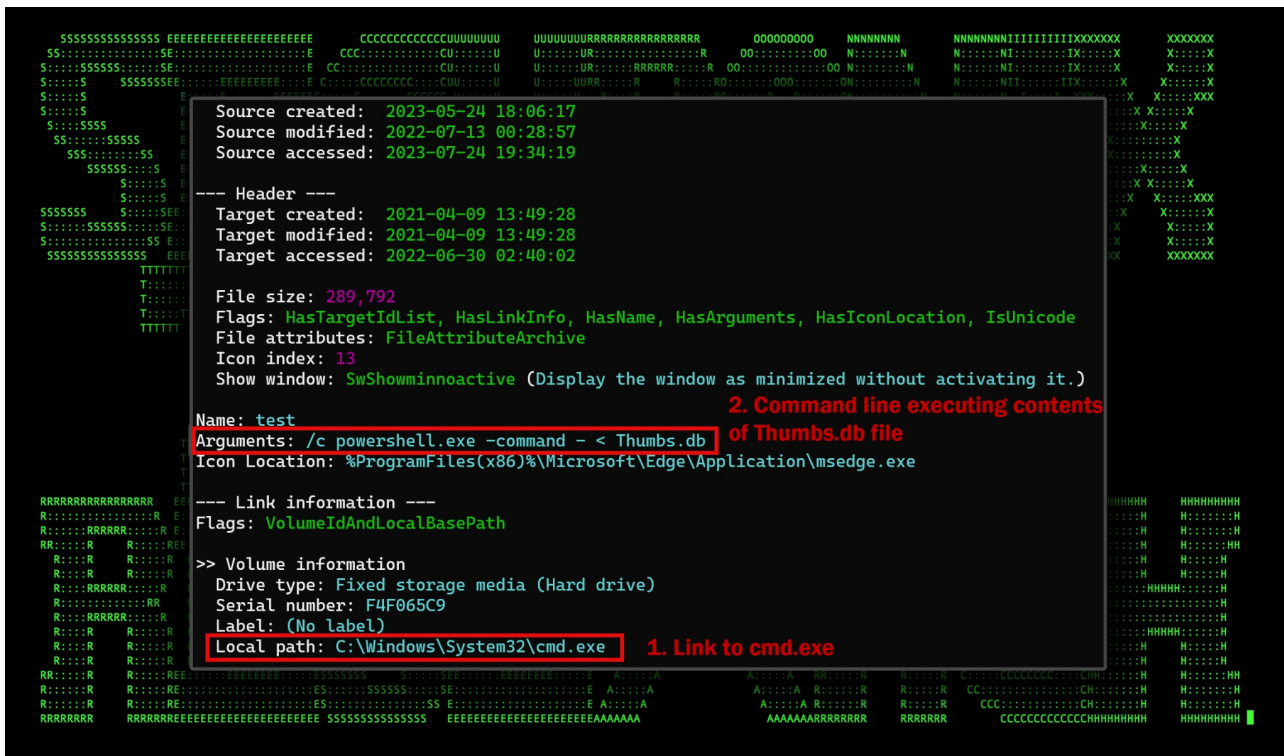 Source created:  2023-05-24 18:06:17
Source modified: 2022-07-13 00:28:57
Source accessed: 2023-07-24 19:34:19
--- Header ---
Target created:  2021-04-09 13:49:28
Target modified: 2021-04-09 13:49:28
Target accessed: 2022-06-30 02:40:02
File size: 289,792
Flags: HasTargetIdList, HasLinkInfo, HasName, HasArguments, HasIconLocation, IsUnicode
File attributes: FileAttributeArchive
Icon index: 13
Show window: SwShowminnoactive (Display the window as minimized without activating it.)
Name: test
2. Command line executing contents
of Thumbs.db file
Arguments: /c powershell.exe -command - < Thumbs.db
Icon Location: %ProgramFiles(x86)%\Microsoft\Edge\Application\msedge.exe
--- Link information ---
Flags: VolumeIdAndLocalBasePath
>> Volume information
Drive type: Fixed storage media (Hard drive)
Serial number: F4F065C9
Label: (No label)
Local path: C:\Windows\System32\cmd.exe
1. Link to cmd.exe